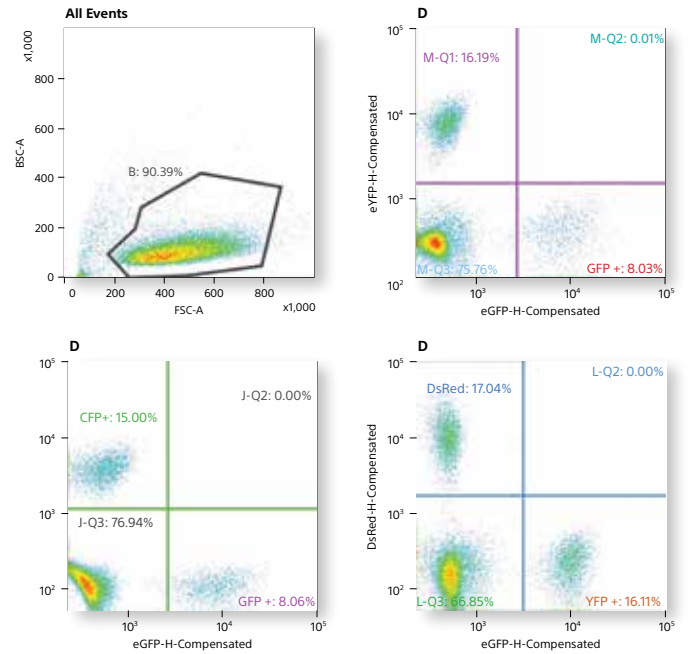 All Events
x1,000
800
600
400
200
0
BSC-A
B: 90.39%
0 200 400 600 800
FSC-A
x1,000
D
10⁵
10⁴
10³
10²
eYFP-H-Compensated
M-Q1: 16.19%
M-Q2: 0.01%
M-Q3: 75.76%
GFP +: 8.03%
10³ 10⁴ 10⁵
eGFP-H-Compensated
D
10⁵
10⁴
10³
10²
CFP+: 15.00%
J-Q2: 0.00%
J-Q3: 76.94%
GFP +: 8.06%
10³ 10⁴ 10⁵
eGFP-H-Compensated
D
10⁵
10⁴
10³
10²
DsRed-H-Compensated
DsRed: 17.04%
L-Q2: 0.00%
L-Q3: 66.85%
YFP +: 16.11%
10³ 10⁴ 10⁵
eGFP-H-Compensated